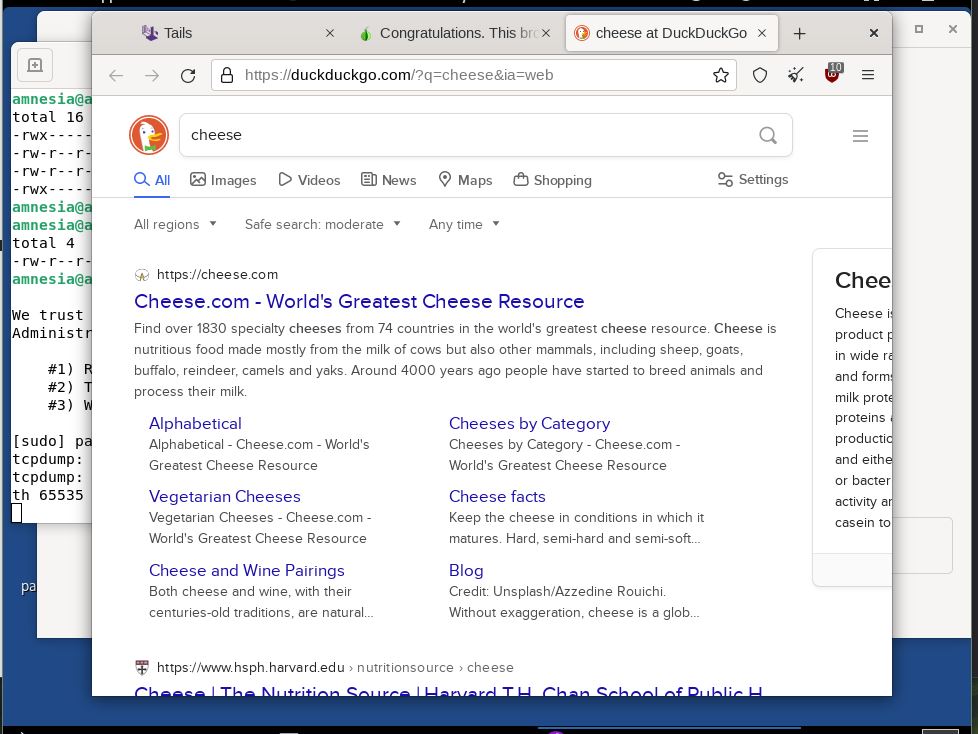 Tails
Congratulations. This bro
cheese at DuckDuckGo
https://duckduckgo.com/?q=cheese&ia=web
10
cheese
All
Images
Videos
News
Maps
Shopping
Settings
All regions
Safe search: moderate
Any time
https://cheese.com
Cheese.com - World's Greatest Cheese Resource
Find over 1830 specialty cheeses from 74 countries in the world's greatest cheese resource. Cheese is
nutritious food made mostly from the milk of cows but also other mammals, including sheep, goats,
buffalo, reindeer, camels and yaks. Around 4000 years ago people have started to breed animals and
process their milk.
Alphabetical
Alphabetical - Cheese.com - World's
Greatest Cheese Resource
Cheeses by Category
Cheeses by Category - Cheese.com -
World's Greatest Cheese Resource
Vegetarian Cheeses
Vegetarian Cheeses - Cheese.com -
World's Greatest Cheese Resource
Cheese facts
Keep the cheese in conditions in which it
matures. Hard, semi-hard and semi-soft...
Cheese and Wine Pairings
Both cheese and wine, with their
centuries-old traditions, are natural...
Blog
Credit: Unsplash/Azzedine Rouichi.
Without exaggeration, cheese is a glob...
https://www.hsph.harvard.edu › nutritionsource › cheese
Cheese | The Nutrition Source | Harvard T.H. Chan School of Public H
Chee
Cheese is
product p
in wide ra
and forms
milk prote
proteins
productio
and eithe
or bacter
activity an
casein to
amnesia@a
total 16
-rwx-----
-rw-r--r-
-rw-r--r-
-rwx-----
amnesia@a
amnesia@a
total 4
-rw-r--r-
amnesia@a
We trust
Administr
#1) R
#2) T
#3) W
[sudo] pa
tcpdump:
tcpdump:
th 65535
pa